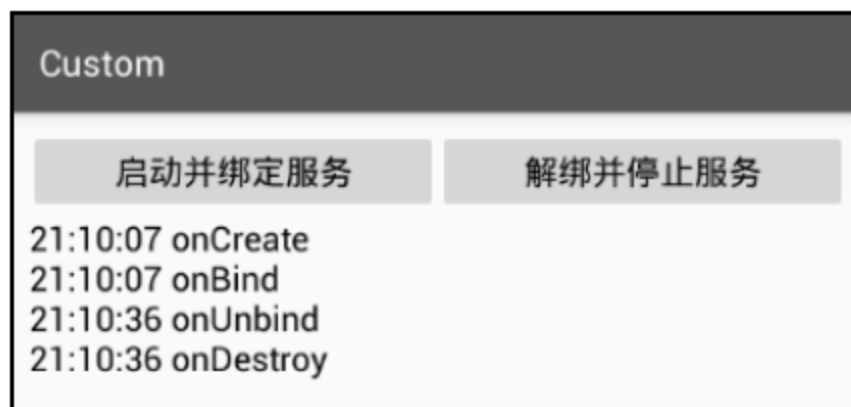 Custom
启动并绑定服务 解绑并停止服务
21:10:07 onCreate
21:10:07 onBind
21:10:36 onUnbind
21:10:36 onDestroy